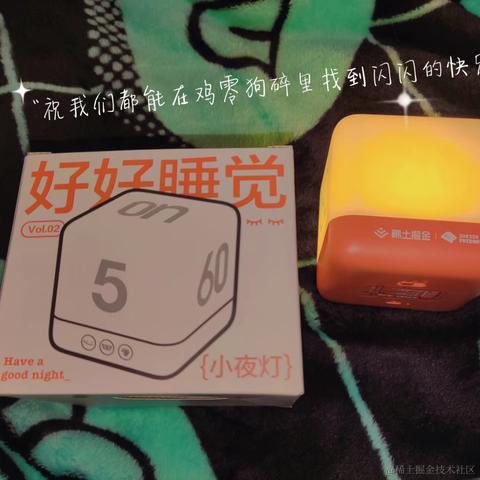 “祝我们都能在鸡零狗碎里找到闪闪的快乐
好好睡觉
Vol.02
on
5
60
Have a
good night_
{小夜灯}
稀土掘金
@稀土掘金技术社区